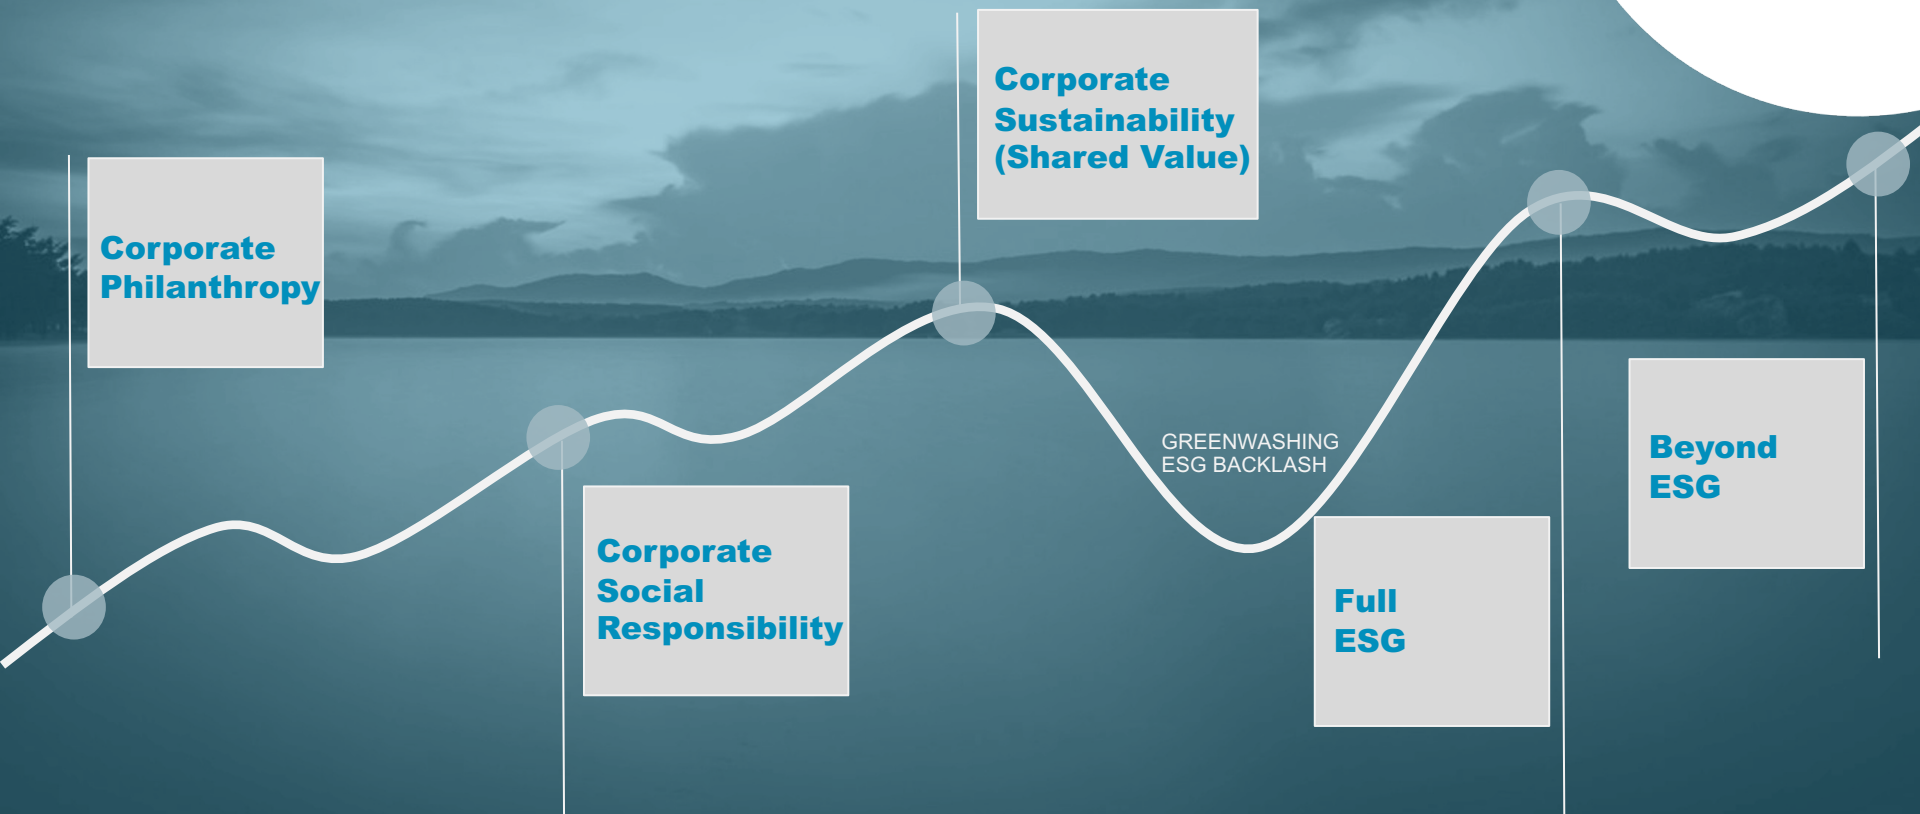 Corporate
Philanthropy
Corporate
Social
Responsibility
Corporate
Sustainability
(Shared Value)
GREENWASHING
ESG BACKLASH
Full
ESG
Beyond
ESG